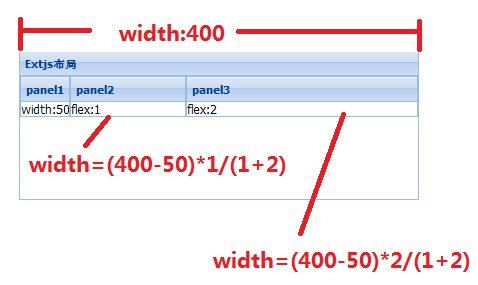 width:400
Extjs布局
panel1 panel2 panel3
width:50 flex:1 flex:2
width=(400-50)*1/(1+2)
width=(400-50)*2/(1+2)